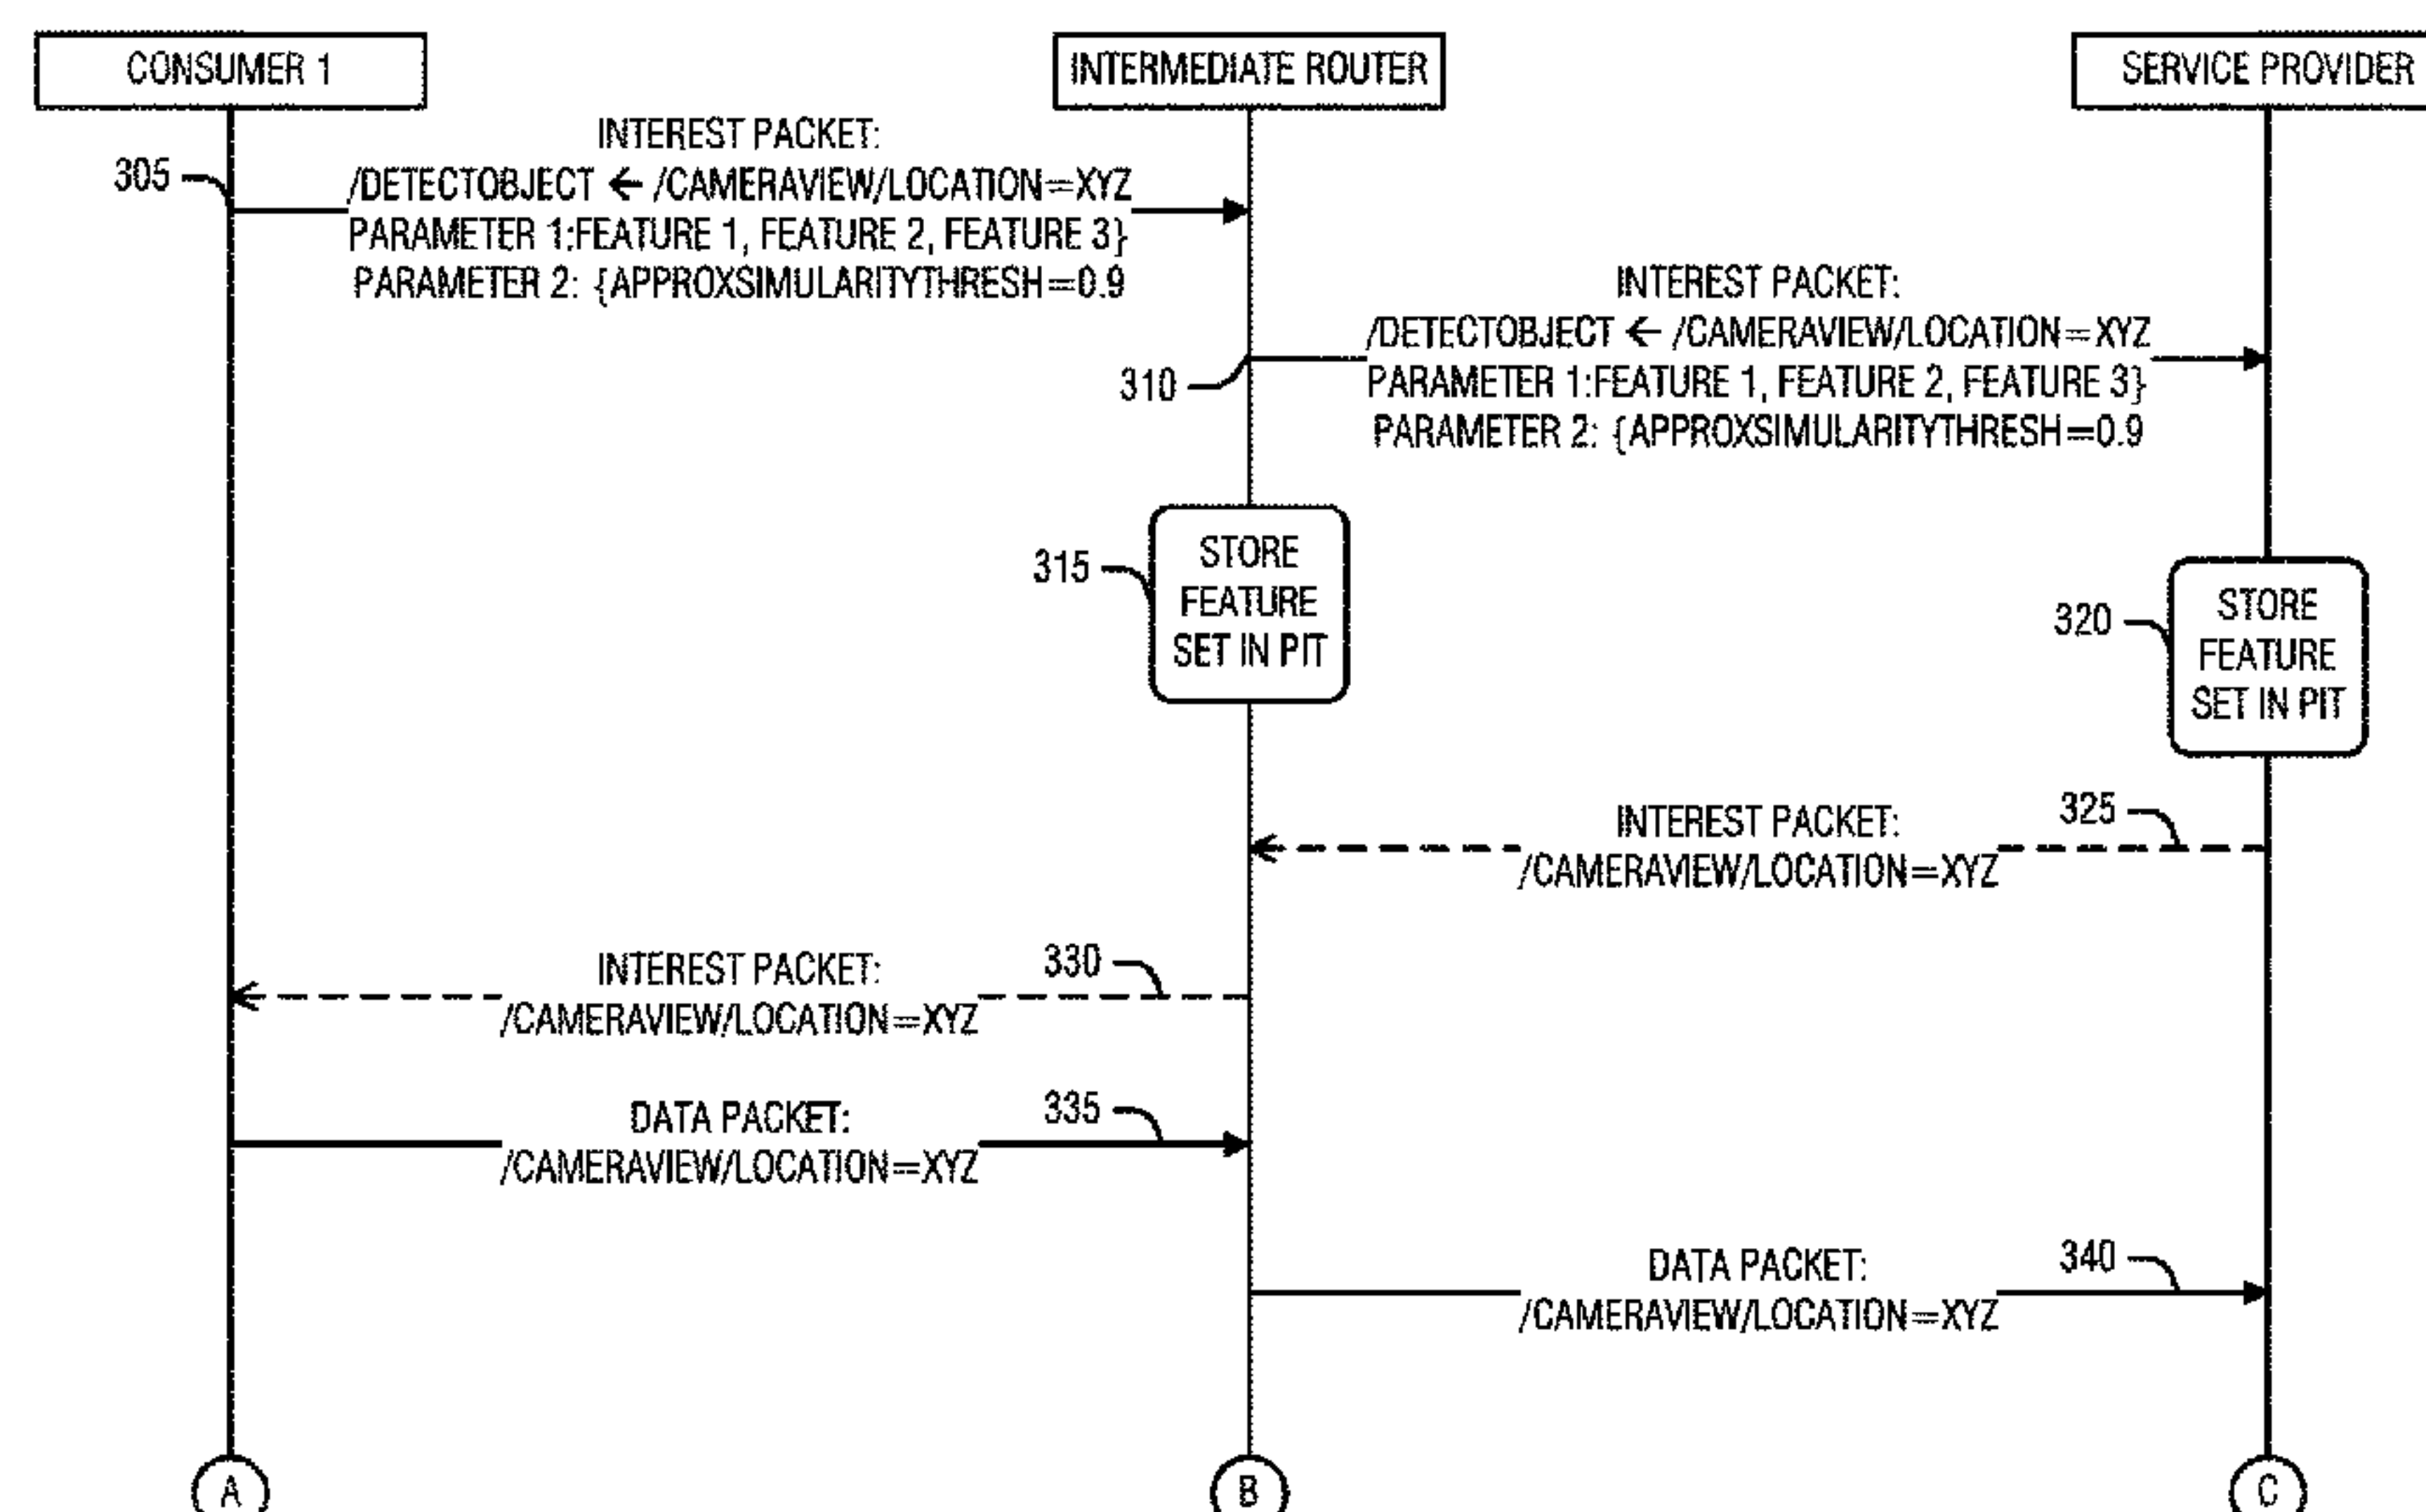 CONSUMER 1
INTERMEDIATE ROUTER
SERVICE PROVIDER
305
INTEREST PACKET:
/DETECTOBJECT ← /CAMERAVIEW/LOCATION=XYZ
PARAMETER 1:FEATURE 1, FEATURE 2, FEATURE 3}
PARAMETER 2: {APPROXSIMULARITYTHRESH=0.9
310
INTEREST PACKET:
/DETECTOBJECT ← /CAMERAVIEW/LOCATION=XYZ
PARAMETER 1:FEATURE 1, FEATURE 2, FEATURE 3}
PARAMETER 2: {APPROXSIMULARITYTHRESH=0.9
315
STORE
FEATURE
SET IN PIT
320
STORE
FEATURE
SET IN PIT
325
INTEREST PACKET:
/CAMERAVIEW/LOCATION=XYZ
330
INTEREST PACKET:
/CAMERAVIEW/LOCATION=XYZ
335
DATA PACKET:
/CAMERAVIEW/LOCATION=XYZ
340
DATA PACKET:
/CAMERAVIEW/LOCATION=XYZ
A
B
C